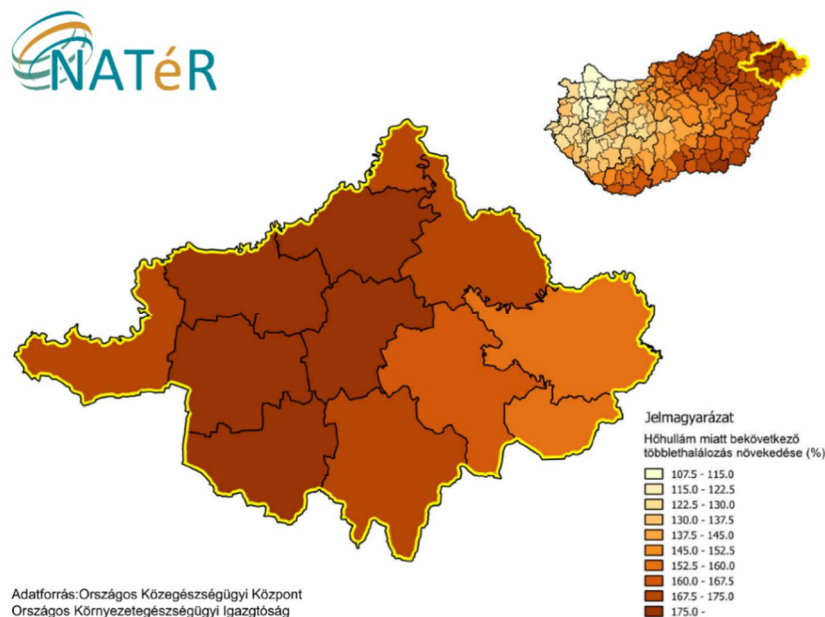 NATéR
Jelmagyarázat
Hőhullám miatt bekövetkező
többlethalálozás növekedése (%)
107.5 - 115.0
115.0 - 122.5
122.5 - 130.0
130.0 - 137.5
137.5 - 145.0
145.0 - 152.5
152.5 - 160.0
160.0 - 167.5
167.5 - 175.0
175.0 -
Adatforrás:Országos Közegészségügyi Központ
Országos Környezetegészségügyi Igazgtóság